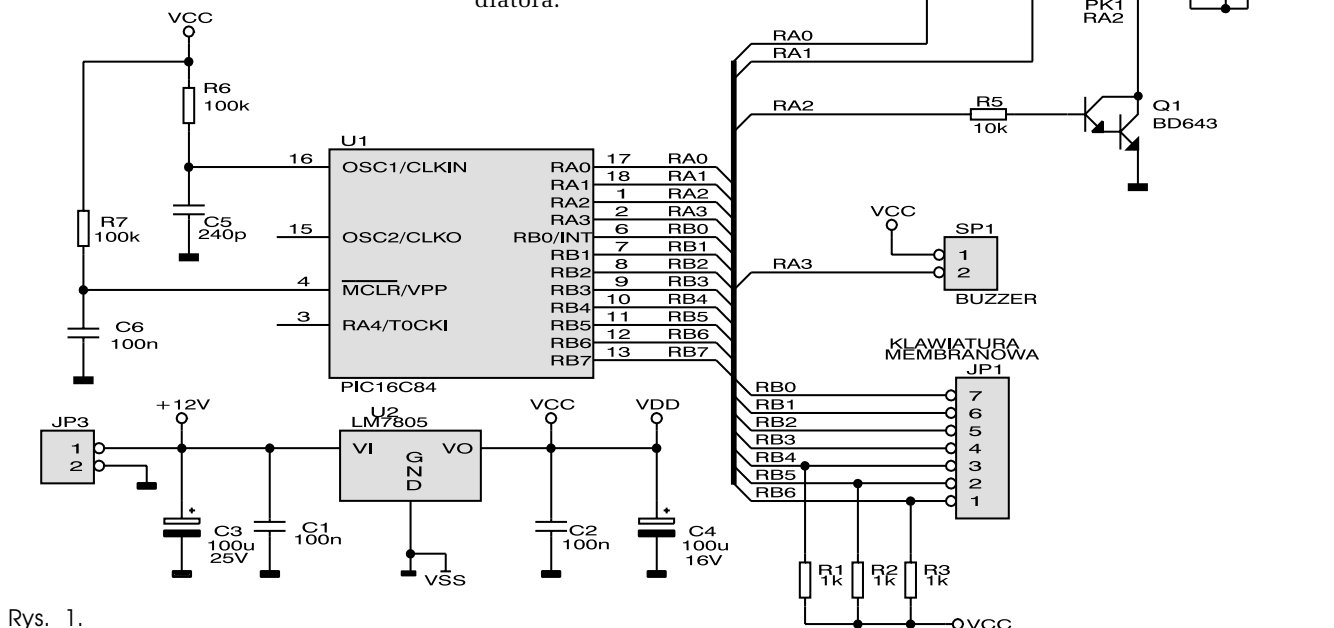 diatora.
VCC
R6
100k
R7
100k
C5
240p
C6
100n
U1
16 OSC1/CLKIN
15 OSC2/CLKO
4 MCLR/VPP
3 RA4/T0CKI
RA0 17 RA0
RA1 18 RA1
RA2 1 RA2
RA3 2 RA3
RB0/INT 6 RB0
RB1 7 RB1
RB2 8 RB2
RB3 9 RB3
RB4 10 RB4
RB5 11 RB5
RB6 12 RB6
RB7 13 RB7
PIC16C84
RA0
RA1
RA2
R5
10k
PK1
RA2
Q1
BD643
VCC
SP1
1
2
RA3
BUZZER
KLAWIATURA
MEMBRANOWA
JP1
RB0 7
RB1 6
RB2 5
RB3 4
RB4 3
RB5 2
RB6 1
R1
1k
R2
1k
R3
1k
VCC
JP3
1
2
+12V
U2
LM7805
VI
GND
VO
VCC
VDD
+
C3
100u
25V
C1
100n
VSS
C2
100n
+
C4
100u
16V
Rys. 1.